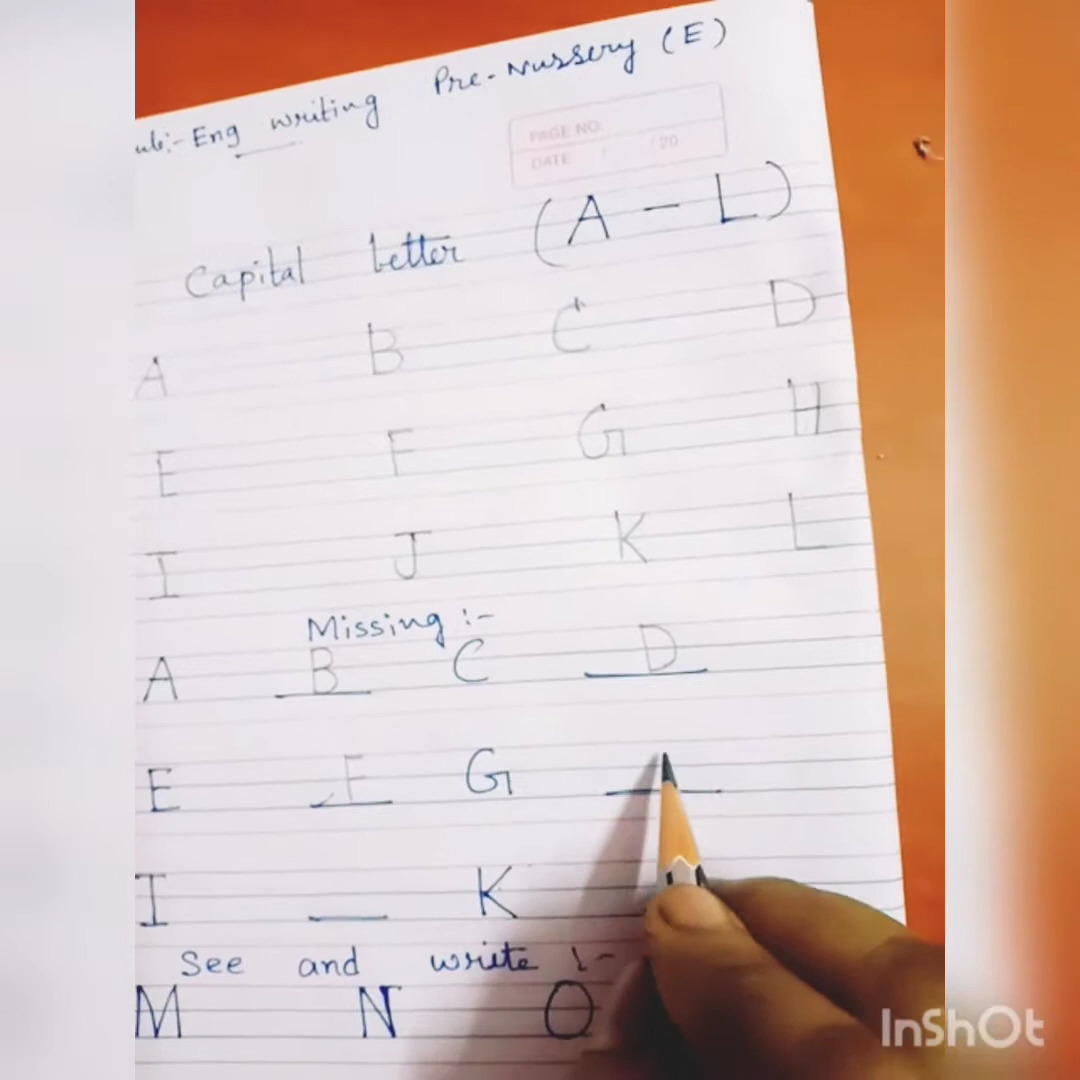 Pre-Nussery (E)
ub:- Eng writing
PAGE NO.
DATE / / 20
Capital letter (A - L)
A B C D
E F G H
I J K L
Missing :-
A B C D
E F G
I K
See and write :-
M N O
InShOt